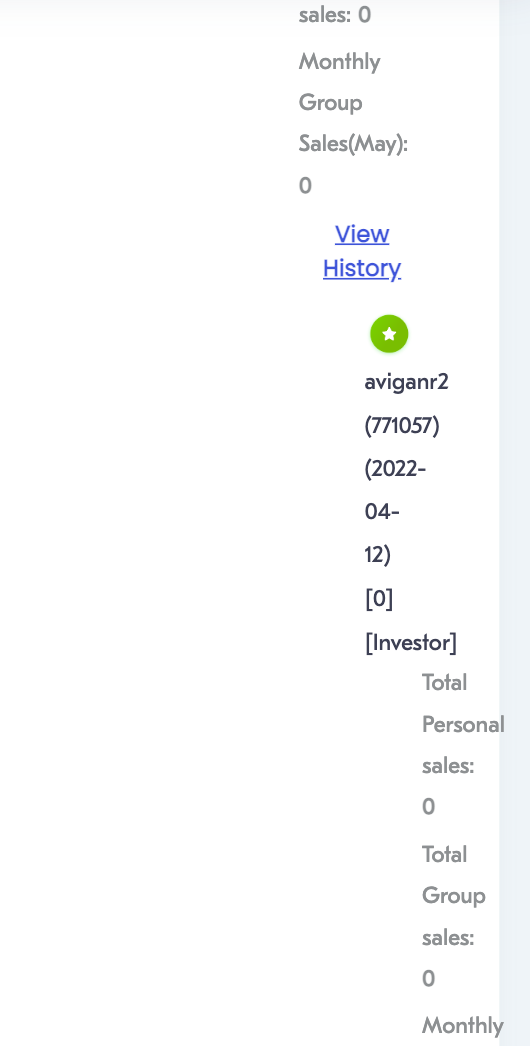 sales: 0
Monthly
Group
Sales(May):
0
View
History
aviganr2
(771057)
(2022-
04-
12)
[0]
[Investor]
Total
Personal
sales:
0
Total
Group
sales:
0
Monthly